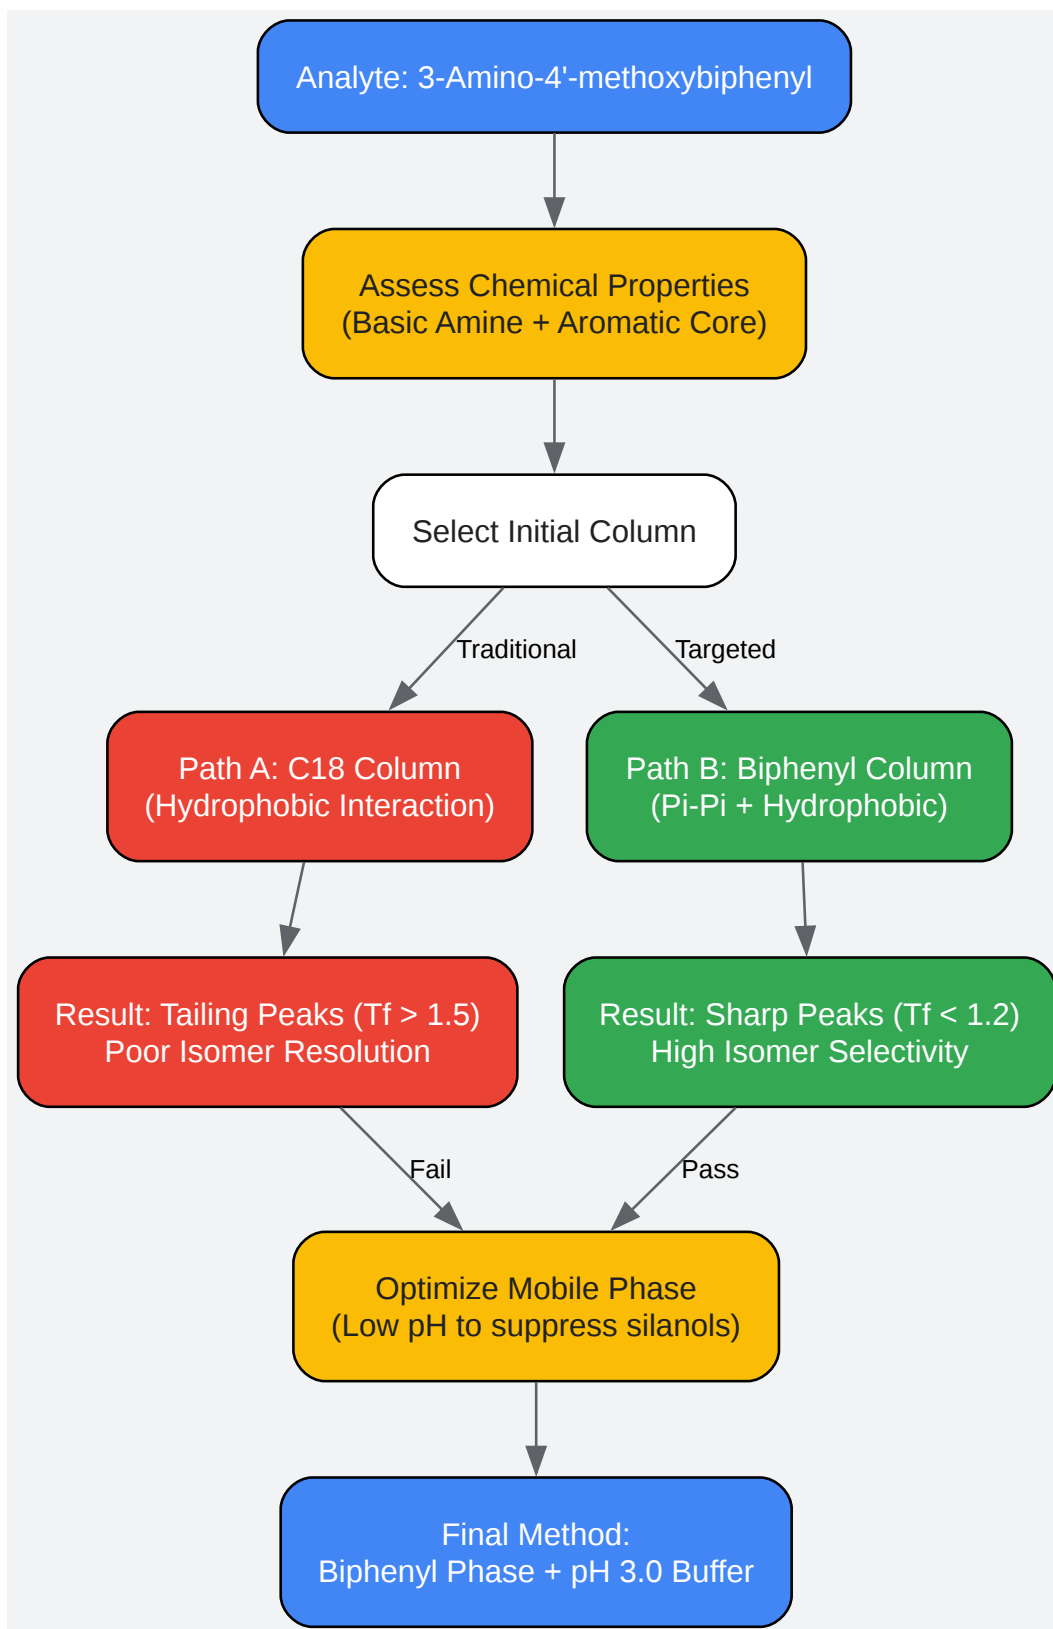 Analyte: 3-Amino-4'-methoxybiphenyl
Assess Chemical Properties
(Basic Amine + Aromatic Core)
Select Initial Column
Traditional
Targeted
Path A: C18 Column
(Hydrophobic Interaction)
Path B: Biphenyl Column
(Pi-Pi + Hydrophobic)
Result: Tailing Peaks (Tf > 1.5)
Poor Isomer Resolution
Result: Sharp Peaks (Tf < 1.2)
High Isomer Selectivity
Fail
Pass
Optimize Mobile Phase
(Low pH to suppress silanols)
Final Method:
Biphenyl Phase + pH 3.0 Buffer